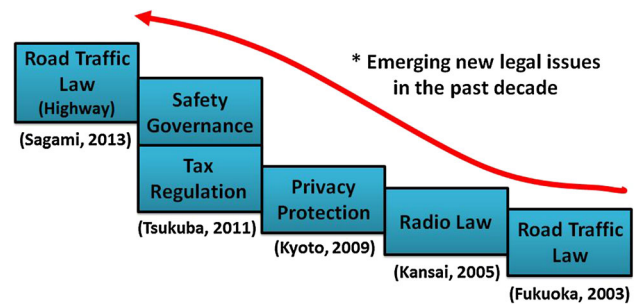 Road Traffic
Law
(Highway)
(Sagami, 2013)
* Emerging new legal issues
in the past decade
Safety
Governance
Tax
Regulation
(Tsukuba, 2011)
Privacy
Protection
(Kyoto, 2009)
Radio Law
(Kansai, 2005)
Road Traffic
Law
(Fukuoka, 2003)